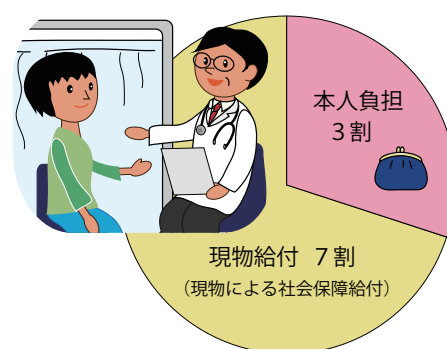 本人負担
３割
現物給付 ７割
（現物による社会保障給付）